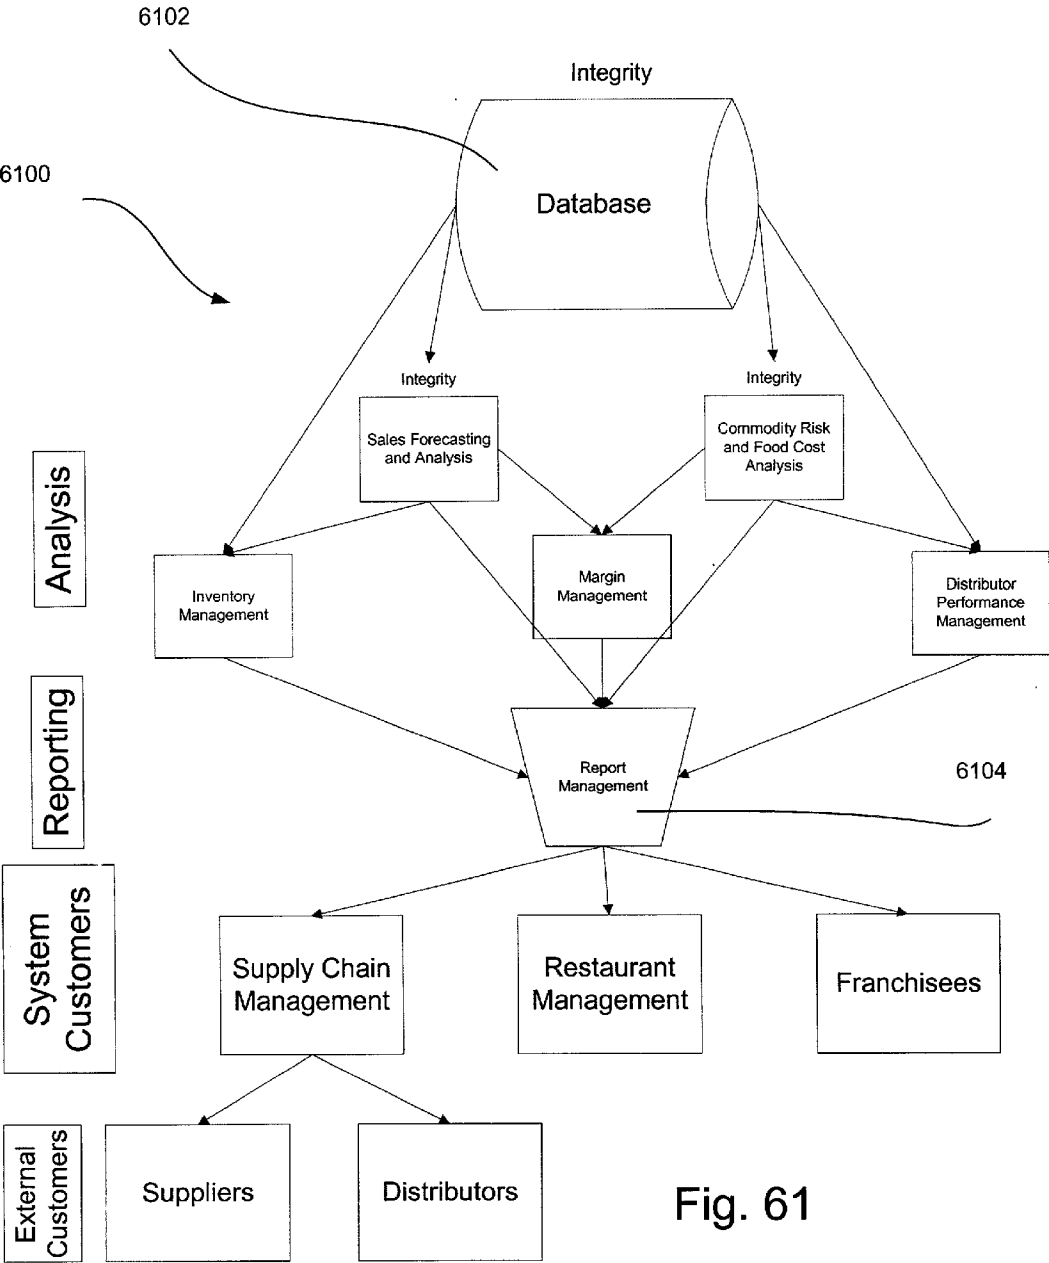 6102
Integrity
6100
Database
Integrity
Integrity
Sales Forecasting
and Analysis
Commodity Risk
and Food Cost
Analysis
Analysis
Inventory
Management
Margin
Management
Distributor
Performance
Management
Reporting
Report
Management
6104
System
Customers
Supply Chain
Management
Restaurant
Management
Franchisees
External
Customers
Suppliers
Distributors
Fig. 61